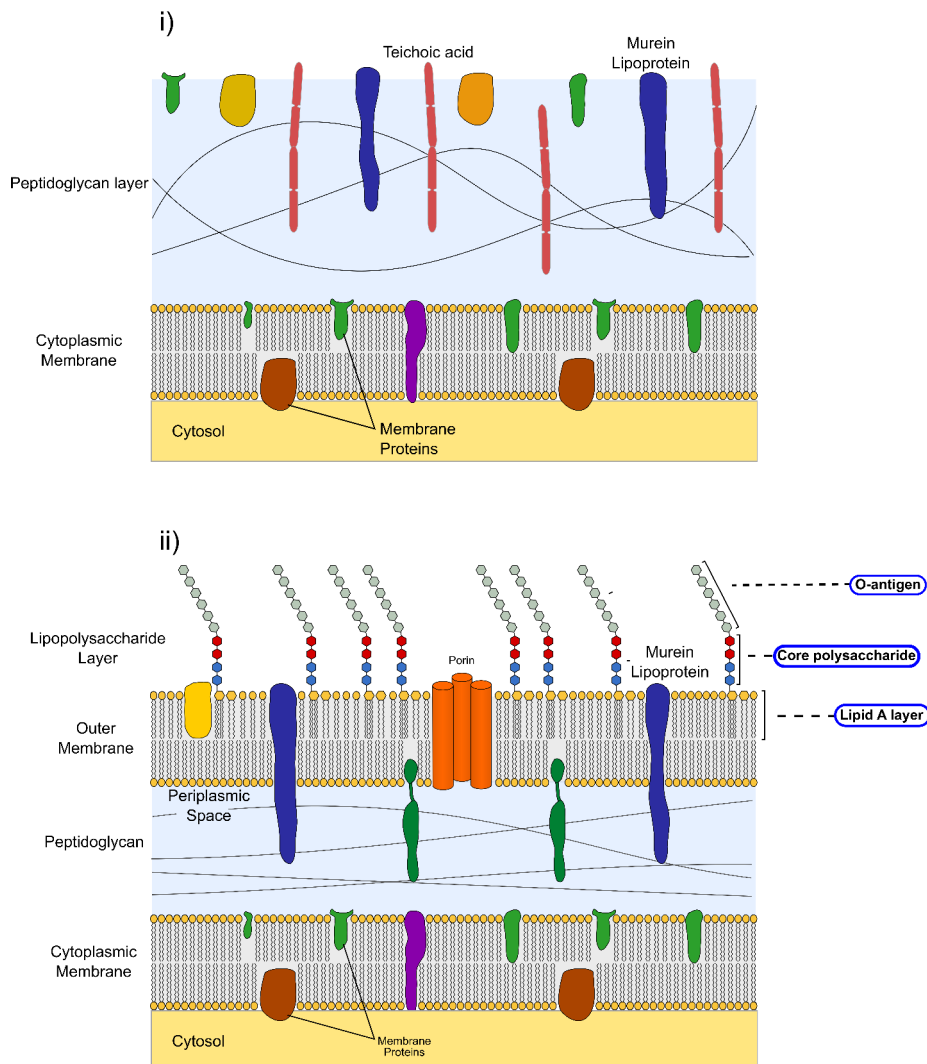 i)
Teichoic acid
Murein
Lipoprotein
Peptidoglycan layer
Cytoplasmic
Membrane
Cytosol
Membrane
Proteins
ii)
O-antigen
Lipopolysaccharide
Layer
Core polysaccharide
Murein
Lipoprotein
Porin
Lipid A layer
Outer
Membrane
Periplasmic
Space
Peptidoglycan
Cytoplasmic
Membrane
Cytosol
Membrane
Proteins